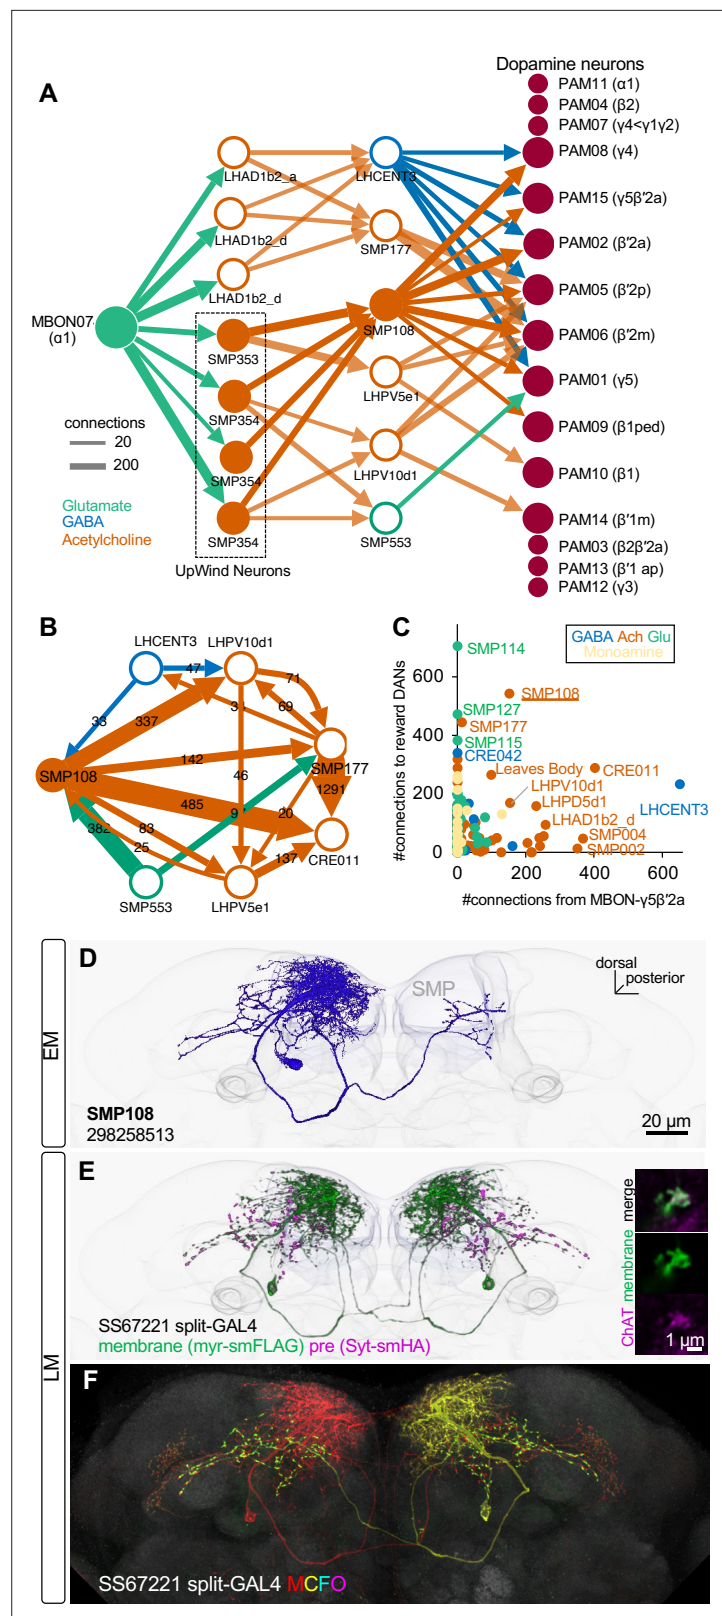 A
Dopamine neurons
PAM11 (α1)
PAM04 (β2)
PAM07 (γ4<γ1γ2)
PAM08 (γ4)
PAM15 (γ5β′2a)
PAM02 (β′2a)
PAM05 (β′2p)
PAM06 (β′2m)
PAM01 (γ5)
PAM09 (β1ped)
PAM10 (β1)
PAM14 (β′1m)
PAM03 (β2β′2a)
PAM13 (β′1 ap)
PAM12 (γ3)
LHAD1b2_a
LHAD1b2_d
LHAD1b2_d
MBON07
(α1)
SMP353
SMP354
SMP354
SMP354
UpWind Neurons
LHCENT3
SMP177
SMP108
LHPV5e1
LHPV10d1
SMP553
connections
20
200
Glutamate
GABA
Acetylcholine
B
LHCENT3
LHPV10d1
SMP108
SMP177
CRE011
LHPV5e1
SMP553
47
33
337
71
69
142
46
1291
485
20
382
83
25
137
C
GABA Ach Glu
Monoamine
#connections to reward DANs
600
400
200
0
0
200
400
600
#connections from MBON-γ5β′2a
SMP114
SMP108
SMP127
SMP177
SMP115
CRE042
Leaves Body
CRE011
LHPV10d1
LHPD5d1
LHCENT3
LHAD1b2_d
SMP004
SMP002
EM
D
SMP
dorsal
posterior
SMP108
298258513
20 μm
LM
E
SS67221 split-GAL4
membrane (myr-smFLAG) pre (Syt-smHA)
merge
membrane
ChAT
1 μm
F
SS67221 split-GAL4 MCFO